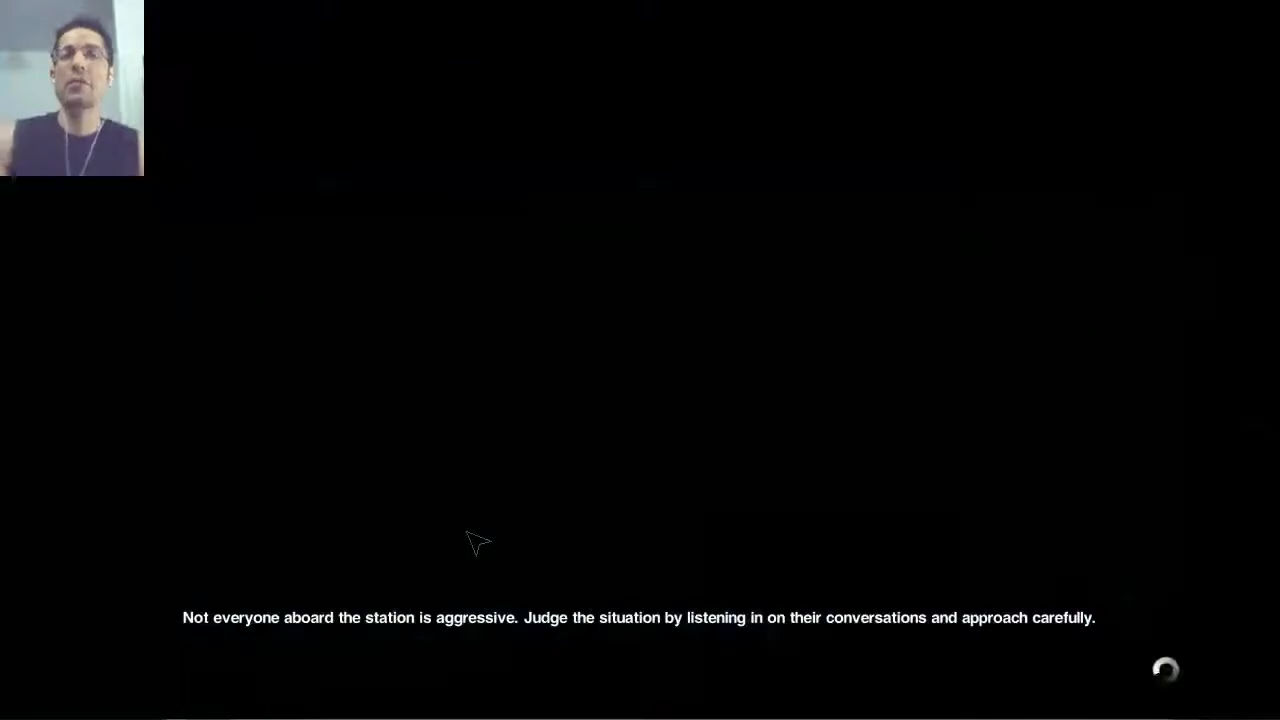 Not everyone aboard the station is aggressive. Judge the situation by listening in on their conversations and approach carefully.